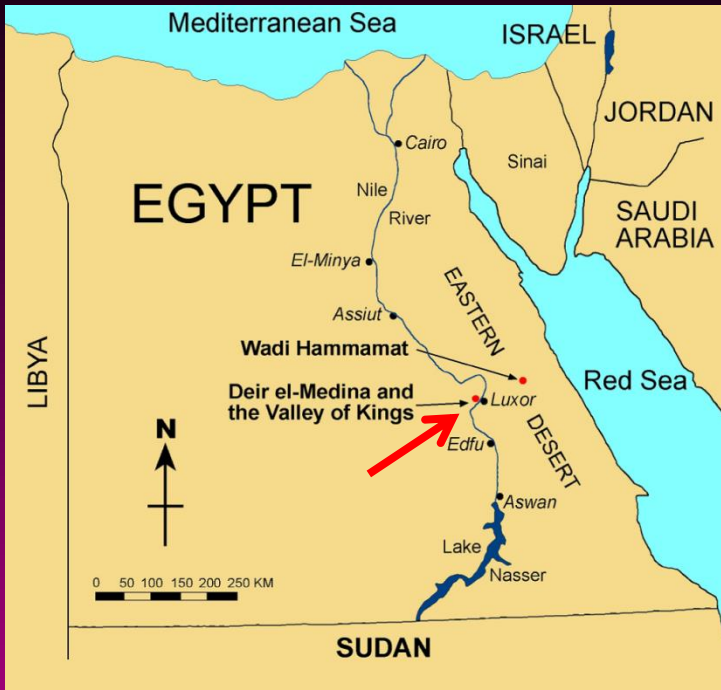 Mediterranean Sea
ISRAEL
JORDAN
Cairo
Sinai
Nile
EGYPT
River
SAUDI
ARABIA
El-Minya
EASTERN
Assiut
LIBYA
Wadi Hammamat
Red Sea
Deir el-Medina and
the Valley of Kings
Luxor
DESERT
N
Edfu
Aswan
Lake
Nasser
0 50 100 150 200 250 KM
SUDAN